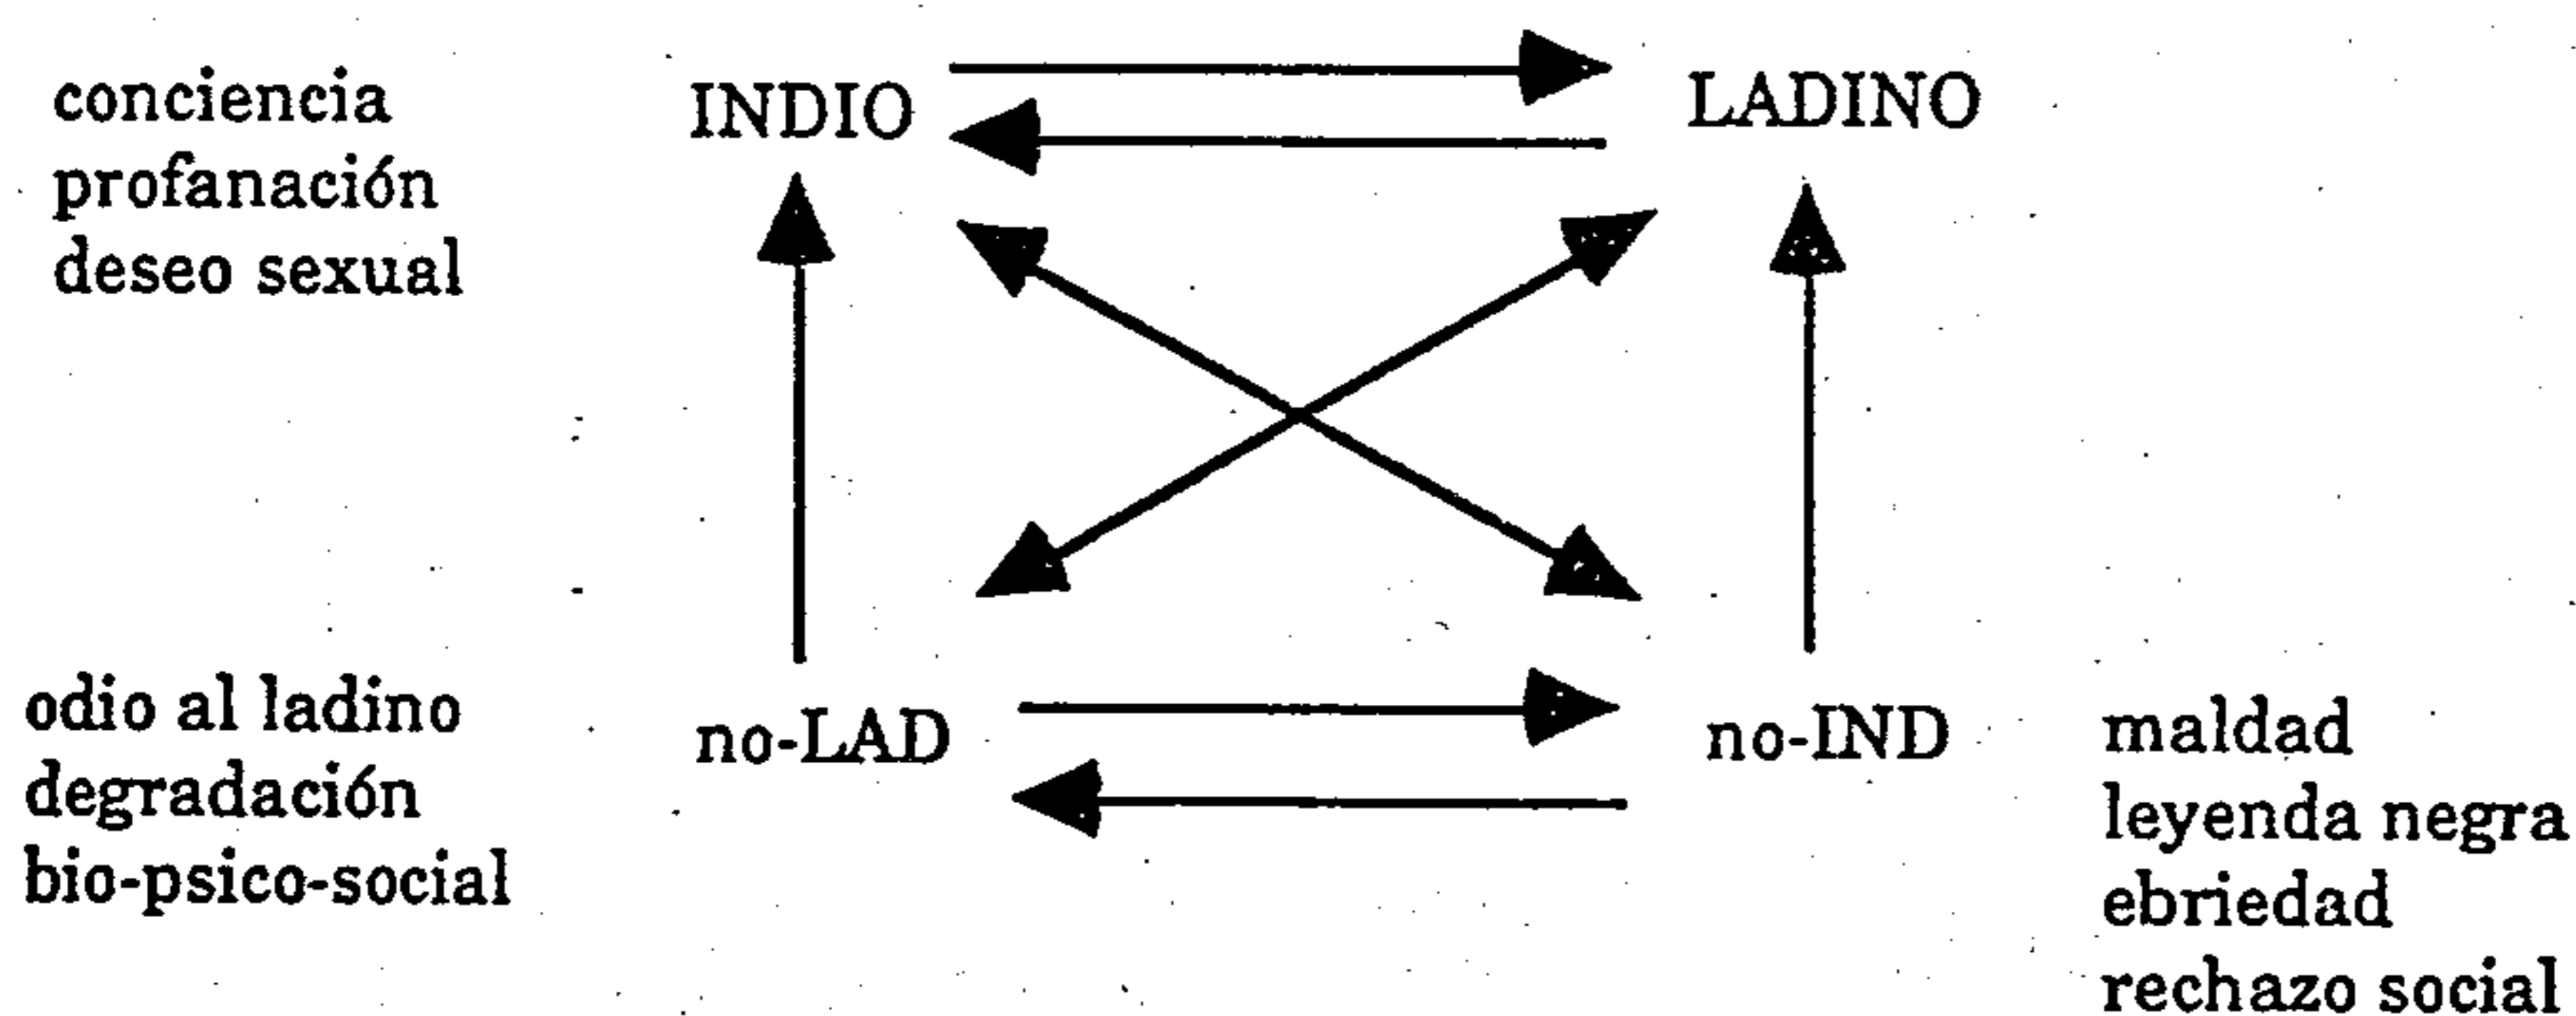 conciencia
profanación
deseo sexual
INDIO
LADINO
odio al ladino
degradación
bio-psico-social
no-LAD
no-IND
maldad
leyenda negra
ebriedad
rechazo social